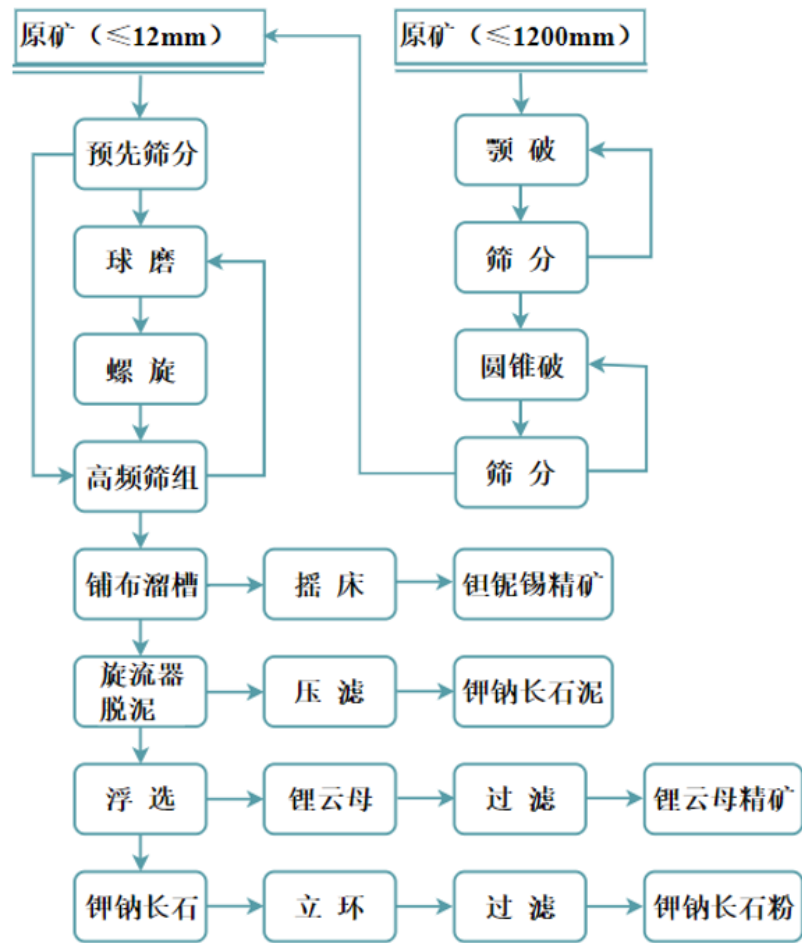 原矿（≤12mm）
原矿（≤1200mm）
预先筛分
颚 破
球 磨
筛 分
螺 旋
圆锥破
高频筛组
筛 分
铺布溜槽
摇 床
钽铌锡精矿
旋流器
脱泥
压 滤
钾钠长石泥
浮 选
锂云母
过 滤
锂云母精矿
钾钠长石
立 环
过 滤
钾钠长石粉